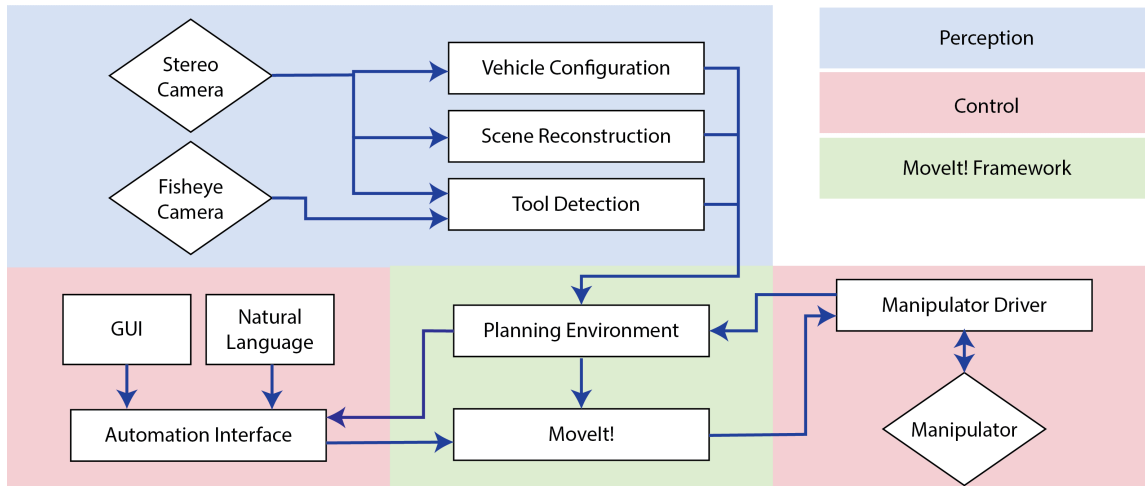 Stereo
Camera
Vehicle Configuration
Scene Reconstruction
Fisheye
Camera
Tool Detection
Perception
Control
MoveIt! Framework
GUI
Natural
Language
Automation Interface
Planning Environment
MoveIt!
Manipulator Driver
Manipulator